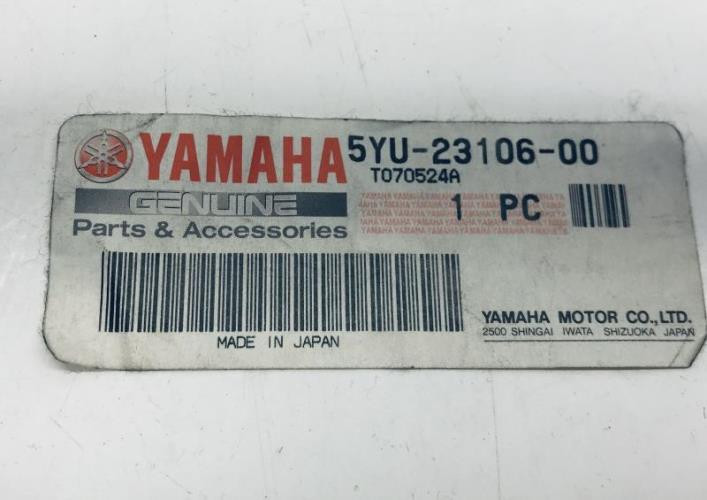 YAMAHA
GENUINE
Parts & Accessories
5YU-23106-00
T070524A
1 PC
MADE IN JAPAN
YAMAHA MOTOR CO.,LTD.
2500 SHINGAI IWATA SHIZUOKA JAPAN